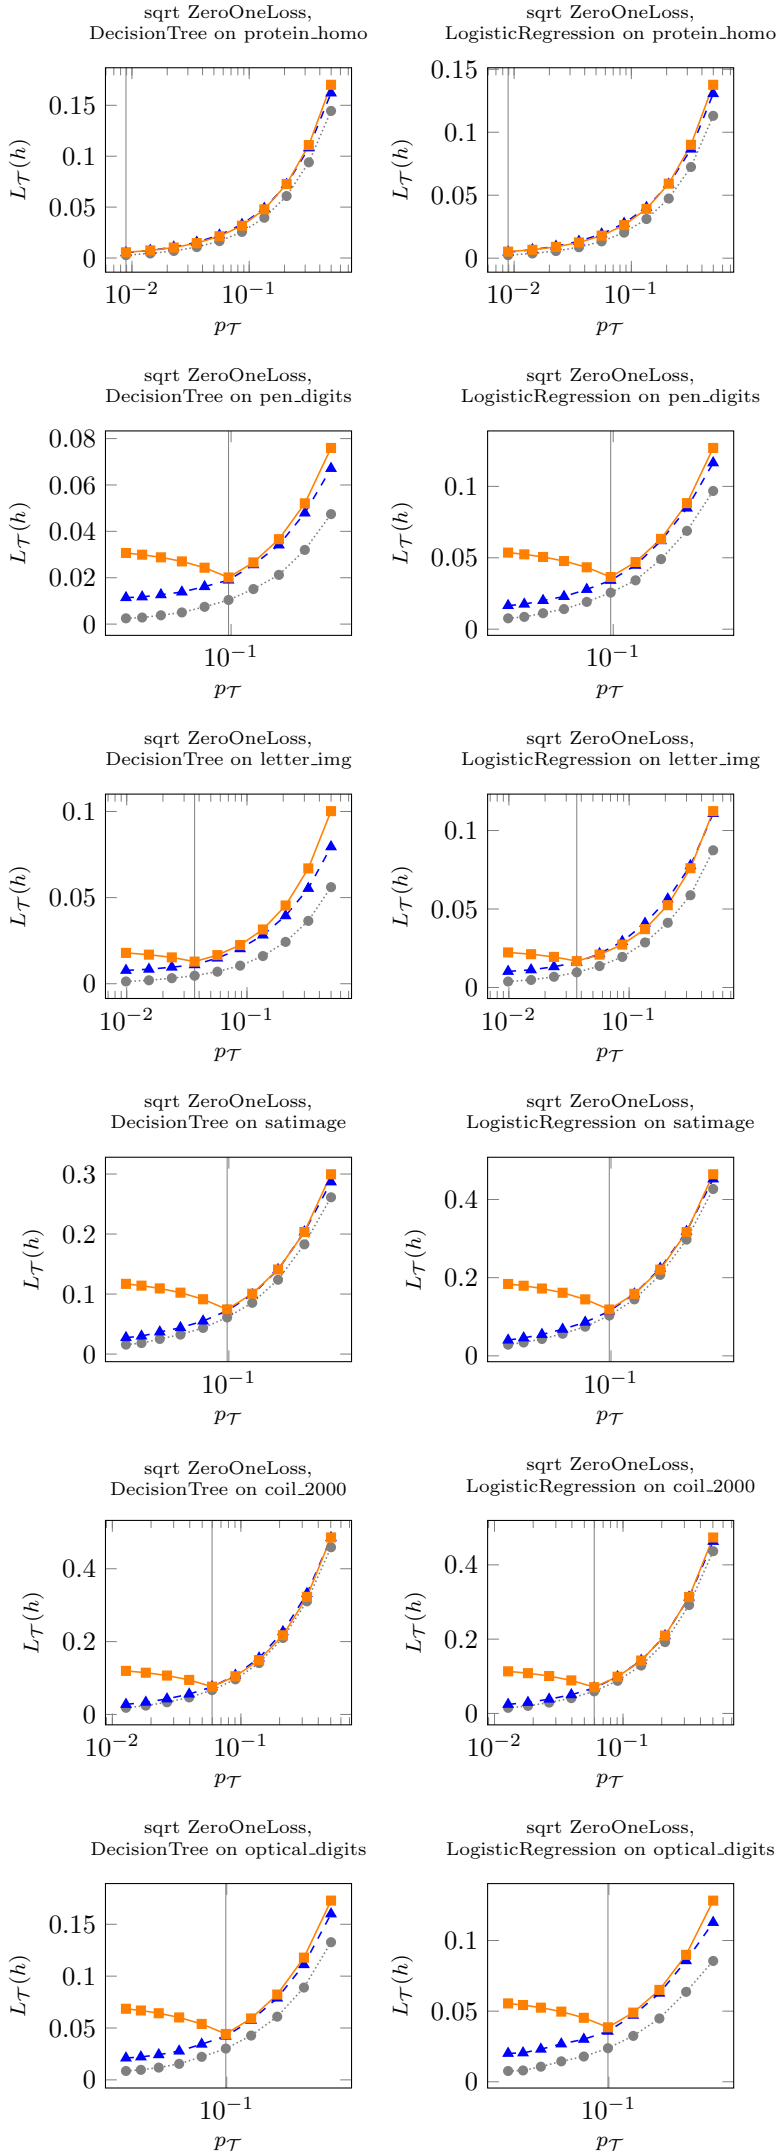 sqrt ZeroOneLoss,
DecisionTree on protein_homo
0.15
0.1
0.05
0
L_𝒯(h)
10^{-2}
10^{-1}
p_𝒯
sqrt ZeroOneLoss,
LogisticRegression on protein_homo
0.15
0.1
0.05
0
L_𝒯(h)
10^{-2}
10^{-1}
p_𝒯
sqrt ZeroOneLoss,
DecisionTree on pen_digits
0.08
0.06
0.04
0.02
0
L_𝒯(h)
10^{-1}
p_𝒯
sqrt ZeroOneLoss,
LogisticRegression on pen_digits
0.1
0.05
0
L_𝒯(h)
10^{-1}
p_𝒯
sqrt ZeroOneLoss,
DecisionTree on letter_img
0.1
0.05
0
L_𝒯(h)
10^{-2}
10^{-1}
p_𝒯
sqrt ZeroOneLoss,
LogisticRegression on letter_img
0.1
0.05
0
L_𝒯(h)
10^{-2}
10^{-1}
p_𝒯
sqrt ZeroOneLoss,
DecisionTree on satimage
0.3
0.2
0.1
0
L_𝒯(h)
10^{-1}
p_𝒯
sqrt ZeroOneLoss,
LogisticRegression on satimage
0.4
0.2
0
L_𝒯(h)
10^{-1}
p_𝒯
sqrt ZeroOneLoss,
DecisionTree on coil_2000
0.4
0.2
0
L_𝒯(h)
10^{-2}
10^{-1}
p_𝒯
sqrt ZeroOneLoss,
LogisticRegression on coil_2000
0.4
0.2
0
L_𝒯(h)
10^{-2}
10^{-1}
p_𝒯
sqrt ZeroOneLoss,
DecisionTree on optical_digits
0.15
0.1
0.05
0
L_𝒯(h)
10^{-1}
p_𝒯
sqrt ZeroOneLoss,
LogisticRegression on optical_digits
0.1
0.05
0
L_𝒯(h)
10^{-1}
p_𝒯